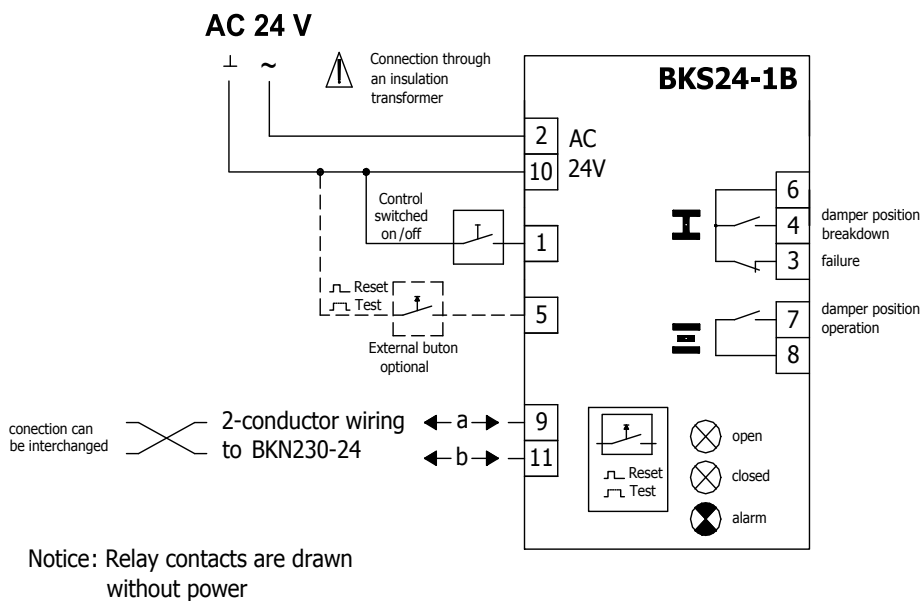 AC 24 V
⊥ ~
Connection through
an insulation
transformer
BKS24-1B
2
AC
10
24V
Control
switched
on/off
1
6
4
damper position
breakdown
3
failure
Reset
Test
5
External buton
optional
7
damper position
operation
8
conection can
be interchanged
2-conductor wiring
to BKN230-24
a
9
b
11
Reset
Test
open
closed
alarm
Notice: Relay contacts are drawn
without power